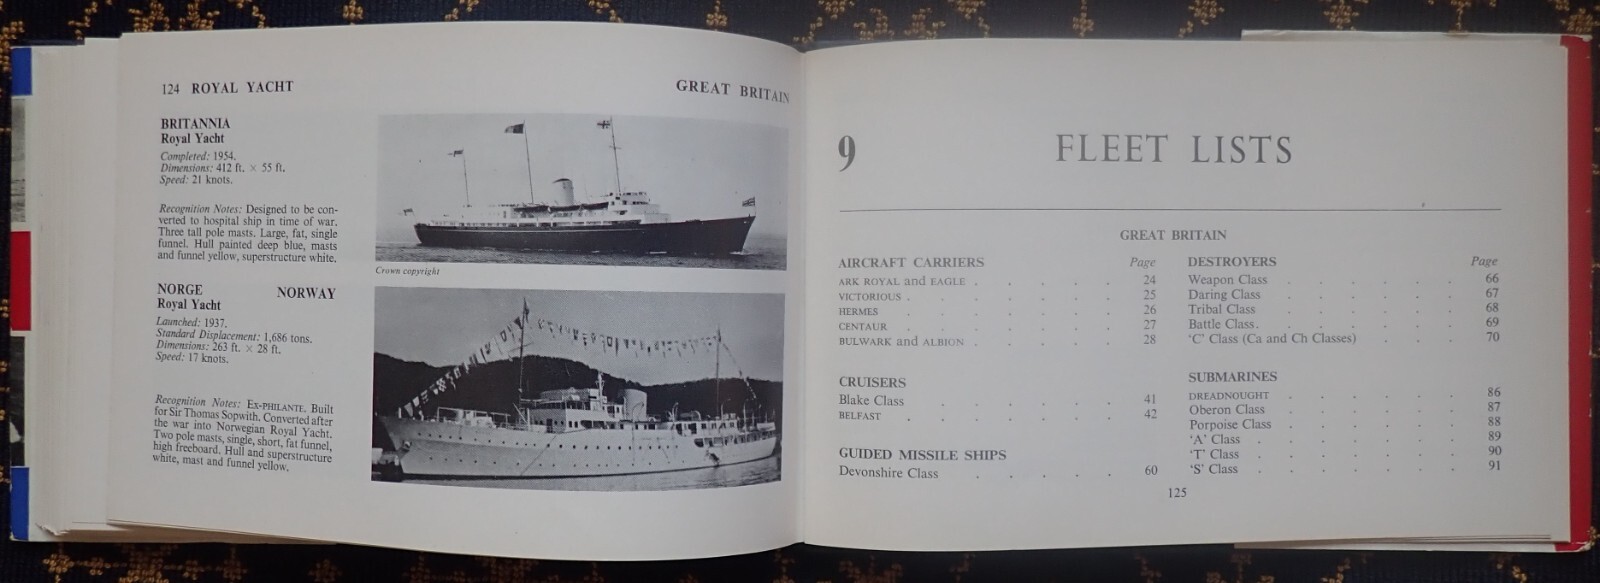 124 ROYAL YACHT
GREAT BRITAIN
BRITANNIA
Royal Yacht
Completed: 1954.
Dimensions: 412 ft. × 55 ft.
Speed: 21 knots.
Recognition Notes: Designed to be con-
verted to hospital ship in time of war.
Three tall pole masts. Large, fat, single
funnel. Hull painted deep blue, masts
and funnel yellow, superstructure white.
Crown copyright
NORGE NORWAY
Royal Yacht
Launched: 1937.
Standard Displacement: 1,686 tons.
Dimensions: 263 ft. × 28 ft.
Speed: 17 knots.
Recognition Notes: Ex-PHILANTE. Built
for Sir Thomas Sopwith. Converted after
the war into Norwegian Royal Yacht.
Two pole masts, single, short, fat funnel,
high freeboard. Hull and superstructure
white, mast and funnel yellow.
9 FLEET LISTS
GREAT BRITAIN
AIRCRAFT CARRIERS Page
ARK ROYAL and EAGLE . . . . . . 24
VICTORIOUS . . . . . . . 25
HERMES . . . . . . . 26
CENTAUR . . . . . . . 27
BULWARK and ALBION . . . . . . 28
CRUISERS
Blake Class . . . . . . . 41
BELFAST . . . . . . . 42
GUIDED MISSILE SHIPS
Devonshire Class . . . . . 60
DESTROYERS Page
Weapon Class . . . . . . 66
Daring Class . . . . . . 67
Tribal Class . . . . . . 68
Battle Class . . . . . . . 69
'C' Class (Ca and Ch Classes) . . . 70
SUBMARINES
DREADNOUGHT . . . . . . 86
Oberon Class . . . . . . 87
Porpoise Class . . . . . . 88
'A' Class . . . . . . . 89
'T' Class . . . . . . . 90
'S' Class . . . . . . . 91
125